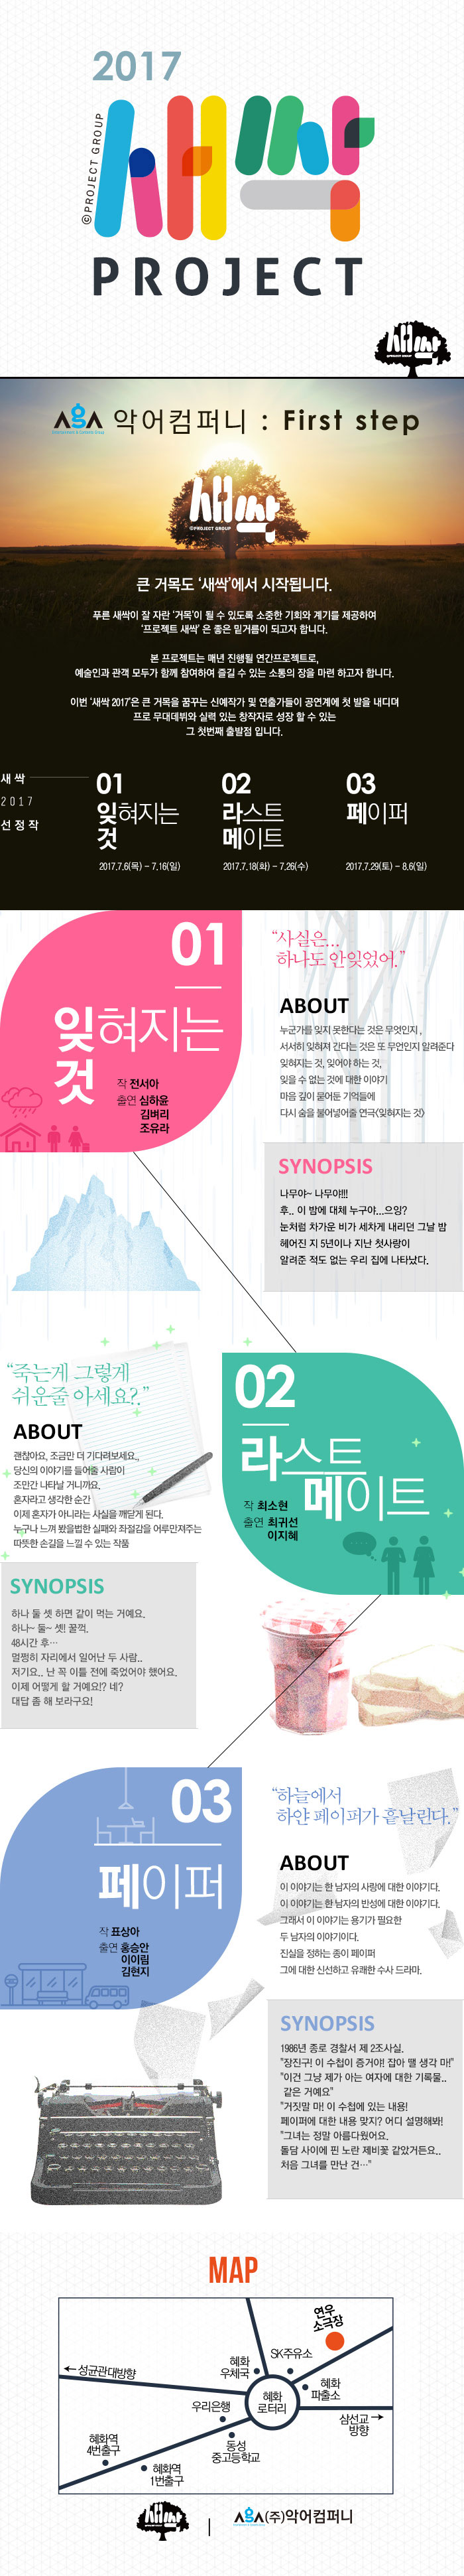 2017
©PROJECT GROUP
새싹
PROJECT
새싹
PROJECT GROUP
AgA 악어컴퍼니 : First step
새싹
©PROJECT GROUP
큰 거목도 ‘새싹’에서 시작됩니다.
푸른 새싹이 잘 자란 ‘거목’이 될 수 있도록 소중한 기회와 계기를 제공하여
‘프로젝트 새싹’ 은 좋은 밑거름이 되고자 합니다.
본 프로젝트는 매년 진행될 연간프로젝트로,
예술인과 관객 모두가 함께 참여하여 즐길 수 있는 소통의 장을 마련 하고자 합니다.
이번 ‘새싹 2017’은 큰 거목을 꿈꾸는 신예작가 및 연출가들이 공연계에 첫 발을 내디뎌
프로 무대데뷔와 실력 있는 창작자로 성장 할 수 있는
그 첫번째 출발점 입니다.
새싹
2017
선정작
01
잊혀지는
것
2017.7.6(목) - 7.16(일)
02
라스트
메이트
2017.7.18(화) - 7.26(수)
03
페이퍼
2017.7.29(토) - 8.6(일)
01
잊혀지는
것
작 전서아
출연 심하윤
김벼리
조유라
“사실은...
하나도 안잊었어.”
ABOUT
누군가를 잊지 못한다는 것은 무엇인지 ,
서서히 잊혀져 간다는 것은 또 무언인지 알려준다
잊혀지는 것, 잊어야 하는 것,
잊을 수 없는 것에 대한 이야기
마음 깊이 묻어둔 기억들에
다시 숨을 불어넣어줄 연극<잊혀지는 것>
SYNOPSIS
나무야~ 나무야!!!
후.. 이 밤에 대체 누구야...으잉?
눈처럼 차가운 비가 세차게 내리던 그날 밤
헤어진 지 5년이나 지난 첫사랑이
알려준 적도 없는 우리 집에 나타났다.
“죽는게 그렇게
쉬운줄 아세요?.”
ABOUT
괜찮아요, 조금만 더 기다려보세요.,
당신의 이야기를 들어줄 사람이
조만간 나타날 거니까요.
혼자라고 생각한 순간
이제 혼자가 아니라는 사실을 깨닫게 된다.
누구나 느껴 봤을법한 실패와 좌절감을 어루만져주는
따뜻한 손길을 느낄 수 있는 작품
SYNOPSIS
하나 둘 셋 하면 같이 먹는 거예요.
하나~ 둘~ 셋! 꿀꺽.
48시간 후…
멀쩡히 자리에서 일어난 두 사람..
저기요.. 난 꼭 이틀 전에 죽었어야 했어요.
이제 어떻게 할 거예요!? 네?
대답 좀 해 보라구요!
02
라스트
메이트
작 최소현
출연 최귀선
이지혜
03
페이퍼
작 표상아
출연 홍승안
이이림
김현지
“하늘에서
하얀 페이퍼가 흩날린다.”
ABOUT
이 이야기는 한 남자의 사랑에 대한 이야기다.
이 이야기는 한 남자의 반성에 대한 이야기다.
그래서 이 이야기는 용기가 필요한
두 남자의 이야기이다.
진실을 정하는 종이 페이퍼
그에 대한 신선하고 유쾌한 수사 드라마.
SYNOPSIS
1986년 종로 경찰서 제 2조사실.
"장진구! 이 수첩이 증거야! 잡아 뗄 생각 마!"
"이건 그냥 제가 아는 여자에 대한 기록물..
같은 거예요"
"거짓말 마! 이 수첩에 있는 내용!
페이퍼에 대한 내용 맞지? 어디 설명해봐!
"그녀는 정말 아름다웠어요.
돌담 사이에 핀 노란 제비꽃 같았거든요..
처음 그녀를 만난 건…"
MAP
연우
소극장
SK주유소
혜화
우체국
←성균관대방향
혜화
파출소
혜화
로터리
우리은행
삼선교→
방향
동성
중고등학교
혜화역
4번출구
혜화역
1번출구
새싹
AgA (주)악어컴퍼니